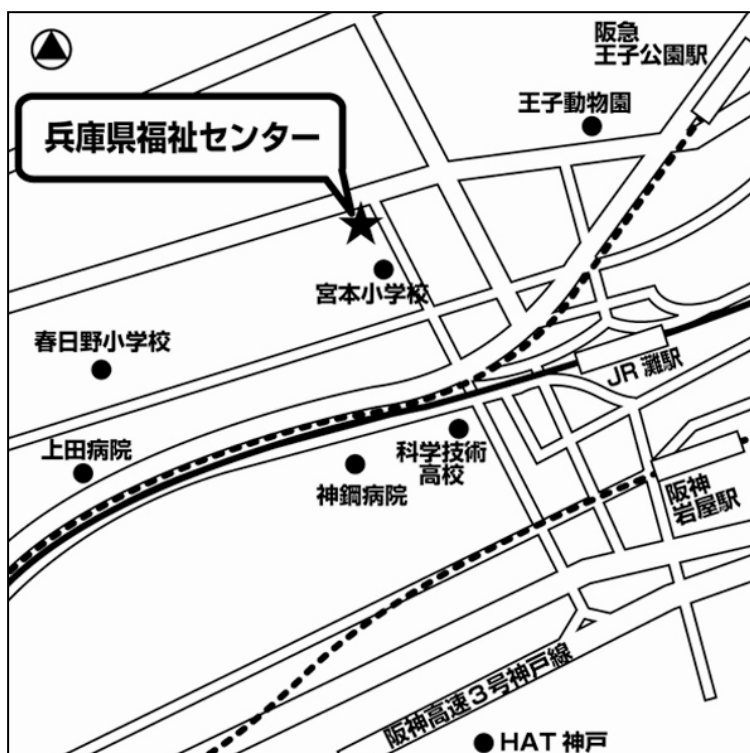 阪急
王子公園駅
王子動物園
兵庫県福祉センター
宮本小学校
春日野小学校
JR 灘駅
上田病院
科学技術
高校
神鋼病院
阪神
岩屋駅
阪神高速3号神戸線
HAT 神戸